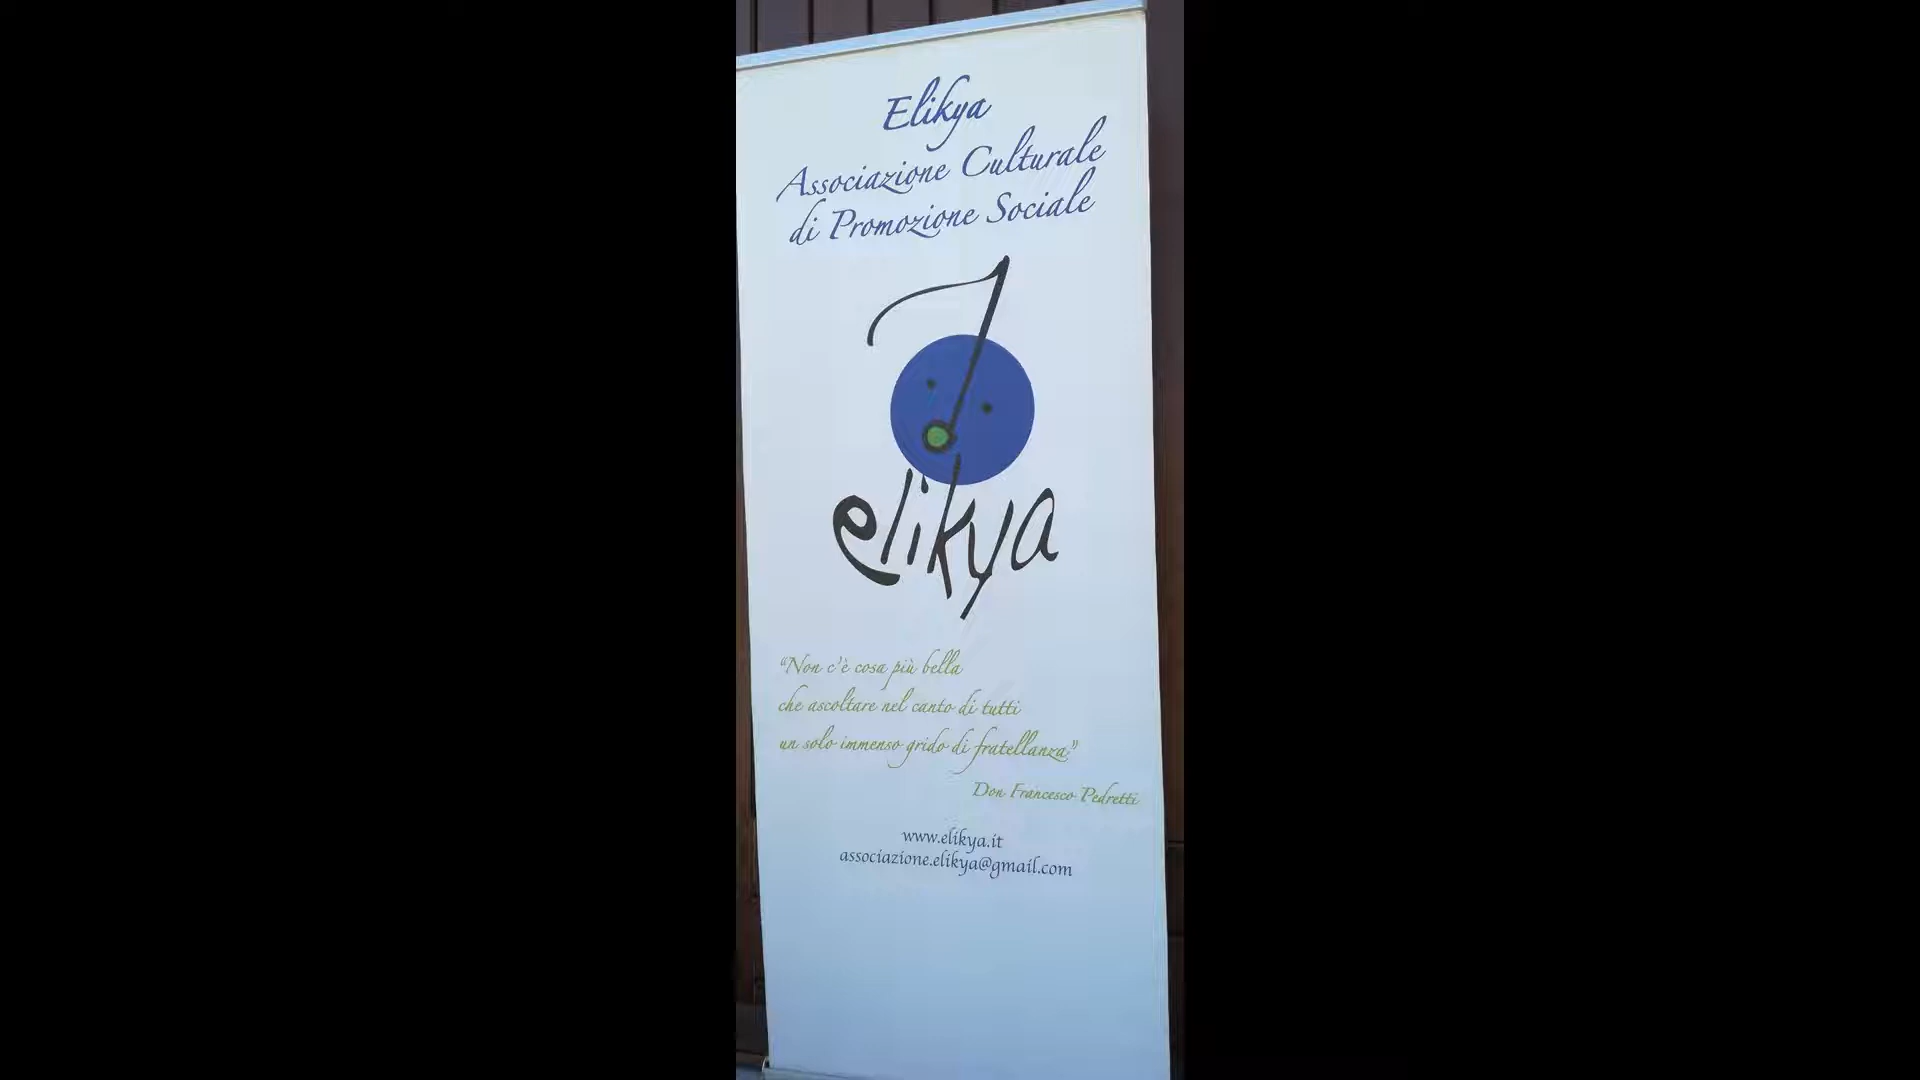 Elikya
Associazione Culturale
di Promozione Sociale
elikya
“Non c'è cosa più bella
che ascoltare nel canto di tutti
un solo immenso grido di fratellanza”
Don Francesco Pedretti
www.elikya.it
associazione.elikya@gmail.com